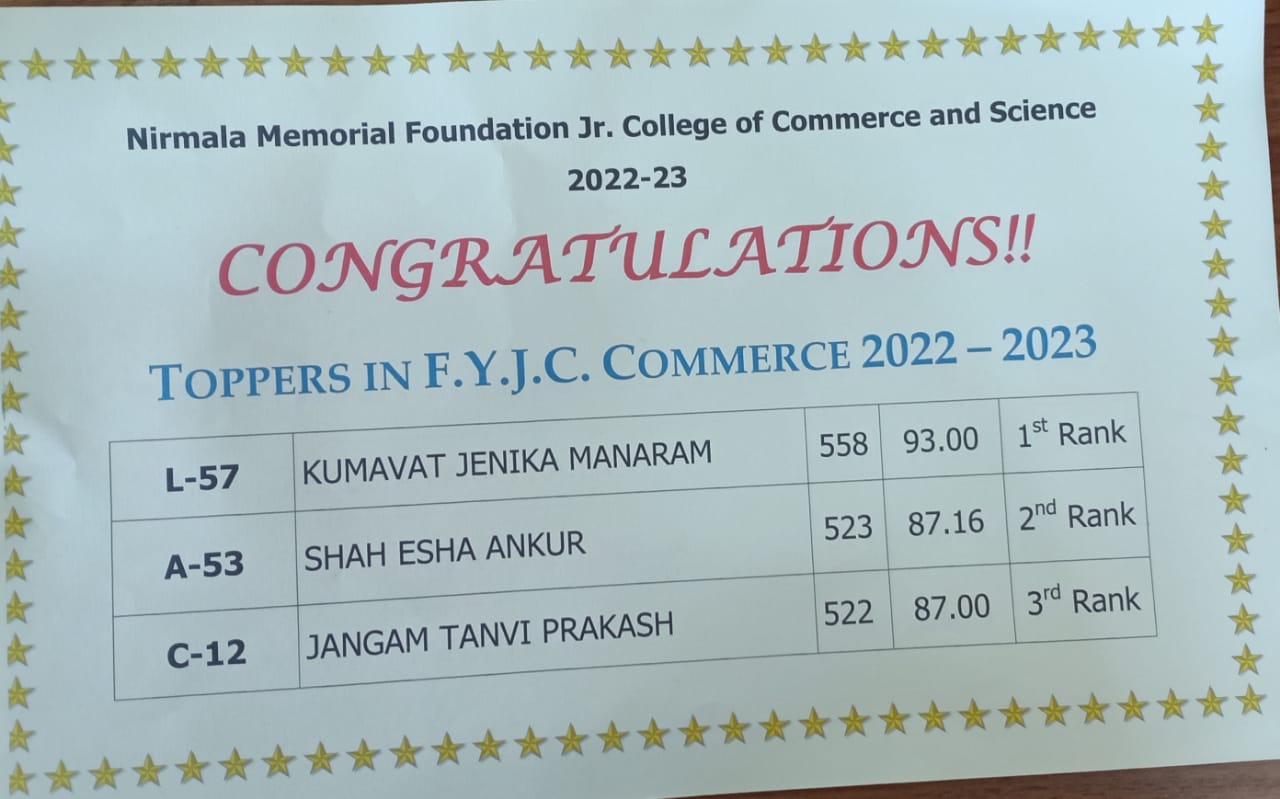 Nirmala Memorial Foundation Jr. College of Commerce and Science
2022-23
CONGRATULATIONS!!
TOPPERS IN F.Y.J.C. COMMERCE 2022 – 2023
L-57 KUMAVAT JENIKA MANARAM 558 93.00 1st Rank
A-53 SHAH ESHA ANKUR 523 87.16 2nd Rank
C-12 JANGAM TANVI PRAKASH 522 87.00 3rd Rank